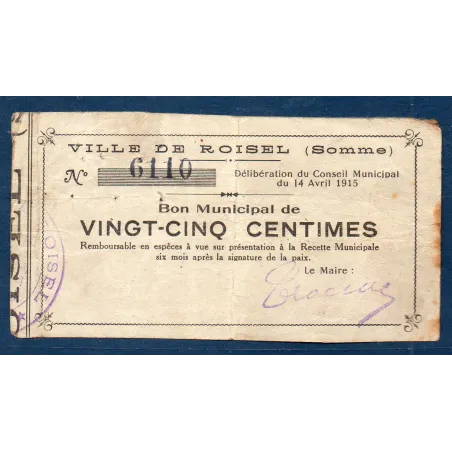 VILLE DE ROISEL (Somme)
N° 6110
Délibération du Conseil Municipal
du 14 Avril 1915
Bon Municipal de
VINGT-CINQ CENTIMES
Remboursable en espèces à vue sur présentation à la Recette Municipale
six mois après la signature de la paix.
Le Maire :
OISEL